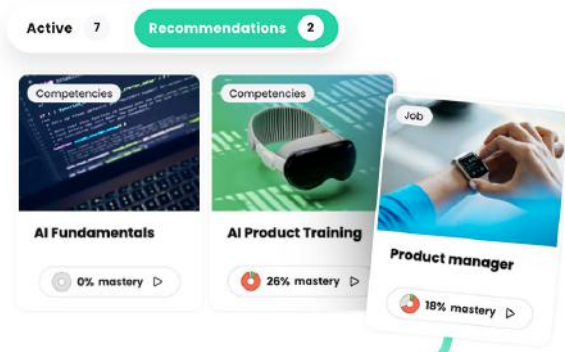 Active 7 Recommendations 2
Competencies
Competencies
Job
AI Fundamentals
AI Product Training
Product manager
0% mastery
26% mastery
18% mastery